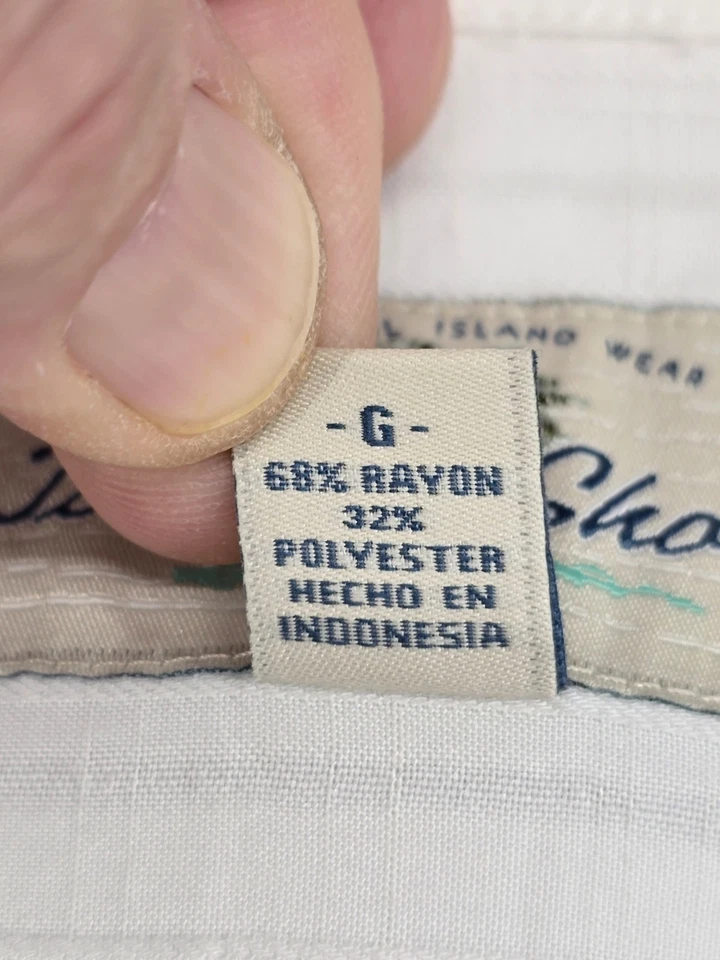 ISLAND WEAR
-G-
68% RAYON
32%
POLYESTER
HECHO EN
INDONESIA